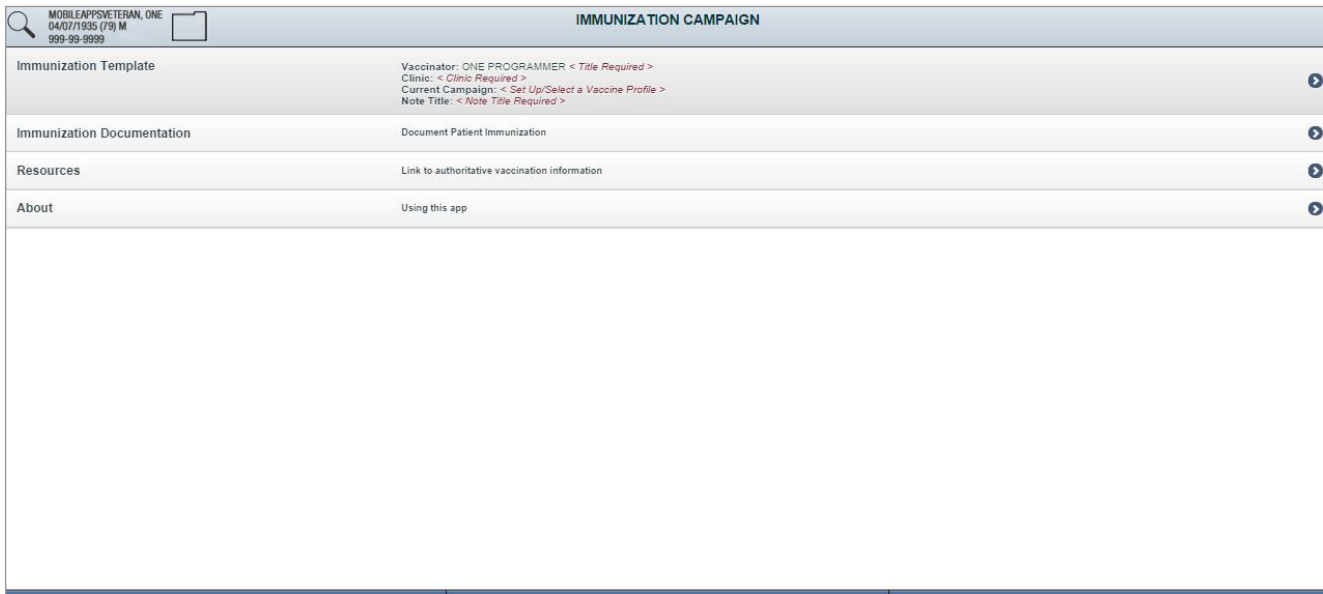 MOBILEAPPSVETERAN, ONE
04/07/1935 (79) M
999-99-9999
IMMUNIZATION CAMPAIGN
Immunization Template
Vaccinator: ONE PROGRAMMER < Title Required >
Clinic: < Clinic Required >
Current Campaign: < Set Up/Select a Vaccine Profile >
Note Title: < Note Title Required >
Immunization Documentation
Document Patient Immunization
Resources
Link to authoritative vaccination information
About
Using this app